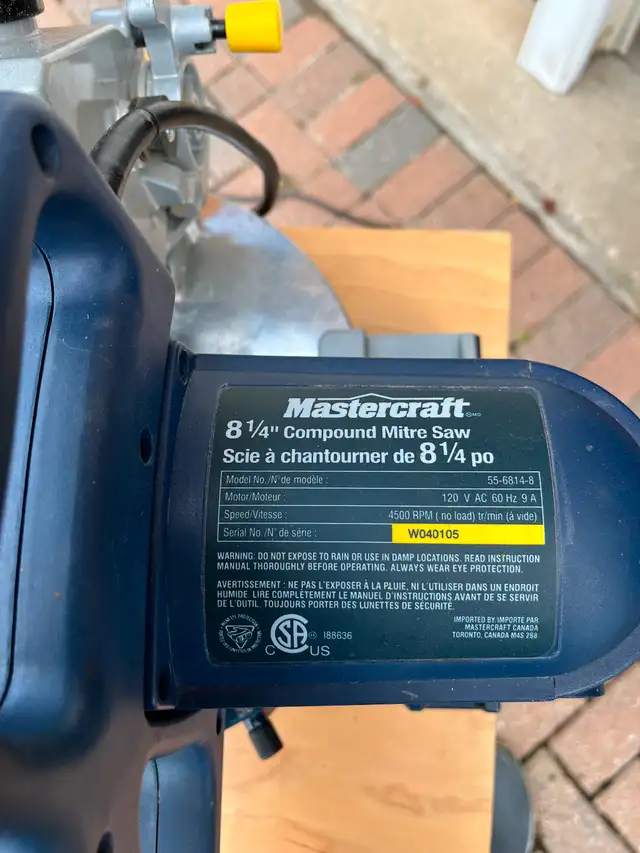 Mastercraft ® MD
8 1/4" Compound Mitre Saw
Scie à chantourner de 8 1/4 po
Model No./N° de modèle : 55-6814-8
Motor/Moteur : 120 V AC 60 Hz 9 A
Speed/Vitesse : 4500 RPM ( no load) tr/min (à vide)
Serial No./N° de série : W040105
WARNING: DO NOT EXPOSE TO RAIN OR USE IN DAMP LOCATIONS. READ INSTRUCTION
MANUAL THOROUGHLY BEFORE OPERATING. ALWAYS WEAR EYE PROTECTION.
AVERTISSEMENT : NE PAS L'EXPOSER À LA PLUIE, NI L'UTILISER DANS UN ENDROIT
HUMIDE LIRE COMPLÈTEMENT LE MANUEL D'INSTRUCTIONS AVANT DE SE SERVIR
DE L'OUTIL. TOUJOURS PORTER DES LUNETTES DE SÉCURITÉ.
CSA ® 188636
C US
IMPORTED BY/IMPORTÉ PAR
MASTERCRAFT CANADA
TORONTO, CANADA M4S 2B8